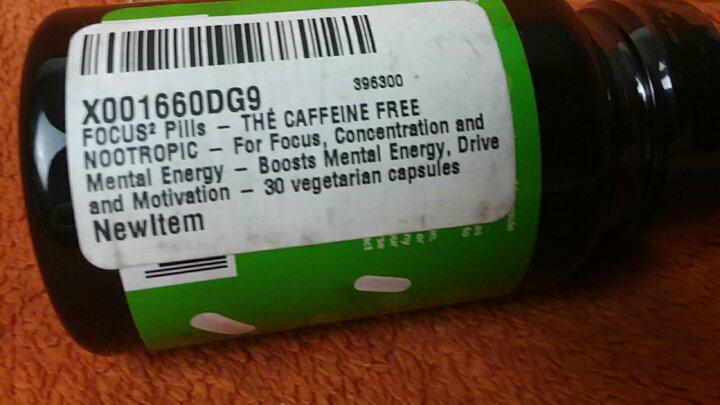 396300
X001660DG9
FOCUS² Pills – THE CAFFEINE FREE
NOOTROPIC – For Focus, Concentration and
Mental Energy – Boosts Mental Energy, Drive
and Motivation – 30 vegetarian capsules
NewItem